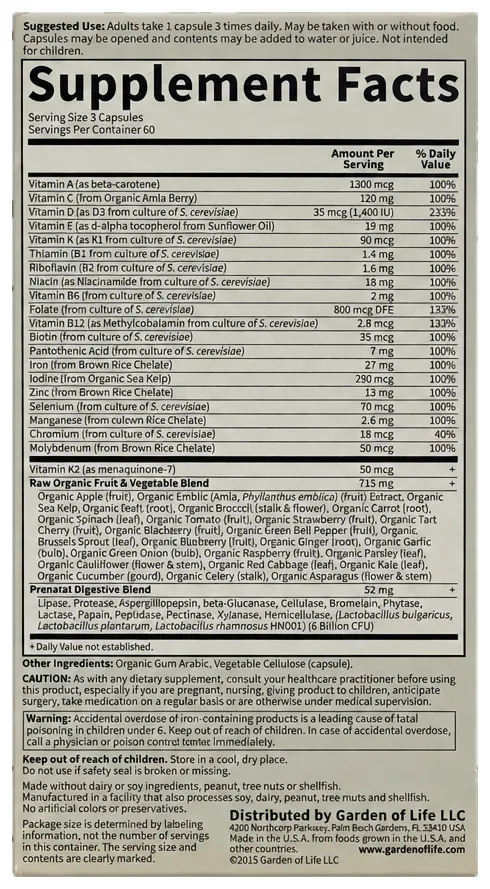 Suggested Use: Adults take 1 capsule 3 times daily. May be taken with or without food.
Capsules may be opened and contents may be added to water or juice. Not intended
for children.
Supplement Facts
Serving Size 3 Capsules
Servings Per Container 60
Amount Per Serving % Daily Value
Vitamin A (as beta-carotene) 1300 mcg 100%
Vitamin C (from Organic Amla Berry) 120 mg 100%
Vitamin D (as D3 from culture of S. cerevisiae) 35 mcg (1,400 IU) 233%
Vitamin E (as d-alpha tocopherol from Sunflower Oil) 19 mg 100%
Vitamin K (as K1 from culture of S. cerevisiae) 90 mcg 100%
Thiamin (B1 from culture of S. cerevisiae) 1.4 mg 100%
Riboflavin (B2 from culture of S. cerevisiae) 1.6 mg 100%
Niacin (as Niacinamide from culture of S. cerevisiae) 18 mg 100%
Vitamin B6 (from culture of S. cerevisiae) 2 mg 100%
Folate (from culture of S. cerevisiae) 800 mcg DFE 133%
Vitamin B12 (as Methylcobalamin from culture of S. cerevisiae) 2.8 mcg 133%
Biotin (from culture of S. cerevisiae) 35 mcg 100%
Pantothenic Acid (from culture of S. cerevisiae) 7 mg 100%
Iron (from Brown Rice Chelate) 27 mg 100%
Iodine (from Organic Sea Kelp) 290 mcg 100%
Zinc (from Brown Rice Chelate) 13 mg 100%
Selenium (from culture of S. cerevisiae) 70 mcg 100%
Manganese (from Rice Chelate) 2.6 mg 100%
Chromium (from culture of S. cerevisiae) 18 mcg 40%
Molybdenum (from Brown Rice Chelate) 50 mcg 100%
Vitamin K2 (as menaquinone-7) 50 mcg +
Raw Organic Fruit & Vegetable Blend 715 mg +
Organic Apple (fruit), Organic Emblic (Amla, Phyllanthus emblica) (fruit) Extract, Organic
Sea Kelp, Organic Beet (root), Organic Broccoli (stalk & flower), Organic Carrot (root),
Organic Spinach (leaf), Organic Tomato (fruit), Organic Strawberry (fruit), Organic Tart
Cherry (fruit), Organic Blackberry (fruit), Organic Green Bell Pepper (fruit), Organic
Brussels Sprout (leaf), Organic Blueberry (fruit), Organic Ginger (root), Organic Garlic
(bulb), Organic Green Onion (bulb), Organic Raspberry (fruit), Organic Parsley (leaf),
Organic Cauliflower (flower & stem), Organic Red Cabbage (leaf), Organic Kale (leaf),
Organic Cucumber (gourd), Organic Celery (stalk), Organic Asparagus (flower & stem)
Prenatal Digestive Blend 52 mg +
Lipase, Protease, Aspergillopepsin, beta-Glucanase, Cellulase, Bromelain, Phytase,
Lactase, Papain, Peptidase, Pectinase, Xylanase, Hemicellulase, (Lactobacillus bulgaricus,
Lactobacillus plantarum, Lactobacillus rhamnosus HN001) (6 Billion CFU)
+ Daily Value not established.
Other Ingredients: Organic Gum Arabic, Vegetable Cellulose (capsule).
CAUTION: As with any dietary supplement, consult your healthcare practitioner before using
this product, especially if you are pregnant, nursing, giving product to children, anticipate
surgery, take medication on a regular basis or are otherwise under medical supervision.
Warning: Accidental overdose of iron-containing products is a leading cause of fatal
poisoning in children under 6. Keep out of reach of children. In case of accidental overdose,
call a physician or poison control center immediately.
Keep out of reach of children. Store in a cool, dry place.
Do not use if safety seal is broken or missing.
Made without dairy or soy ingredients, peanut, tree nuts or shellfish.
Manufactured in a facility that also processes soy, dairy, peanut, tree nuts and shellfish.
No artificial colors or preservatives.
Package size is determined by labeling
information, not the number of servings
in this container. The serving size and
contents are clearly marked.
Distributed by Garden of Life LLC
4200 Northcorp Parkway, Palm Beach Gardens, FL 33410 USA
Made in the U.S.A. from foods grown in the U.S.A. and
other countries. www.gardenoflife.com
©2015 Garden of Life LLC